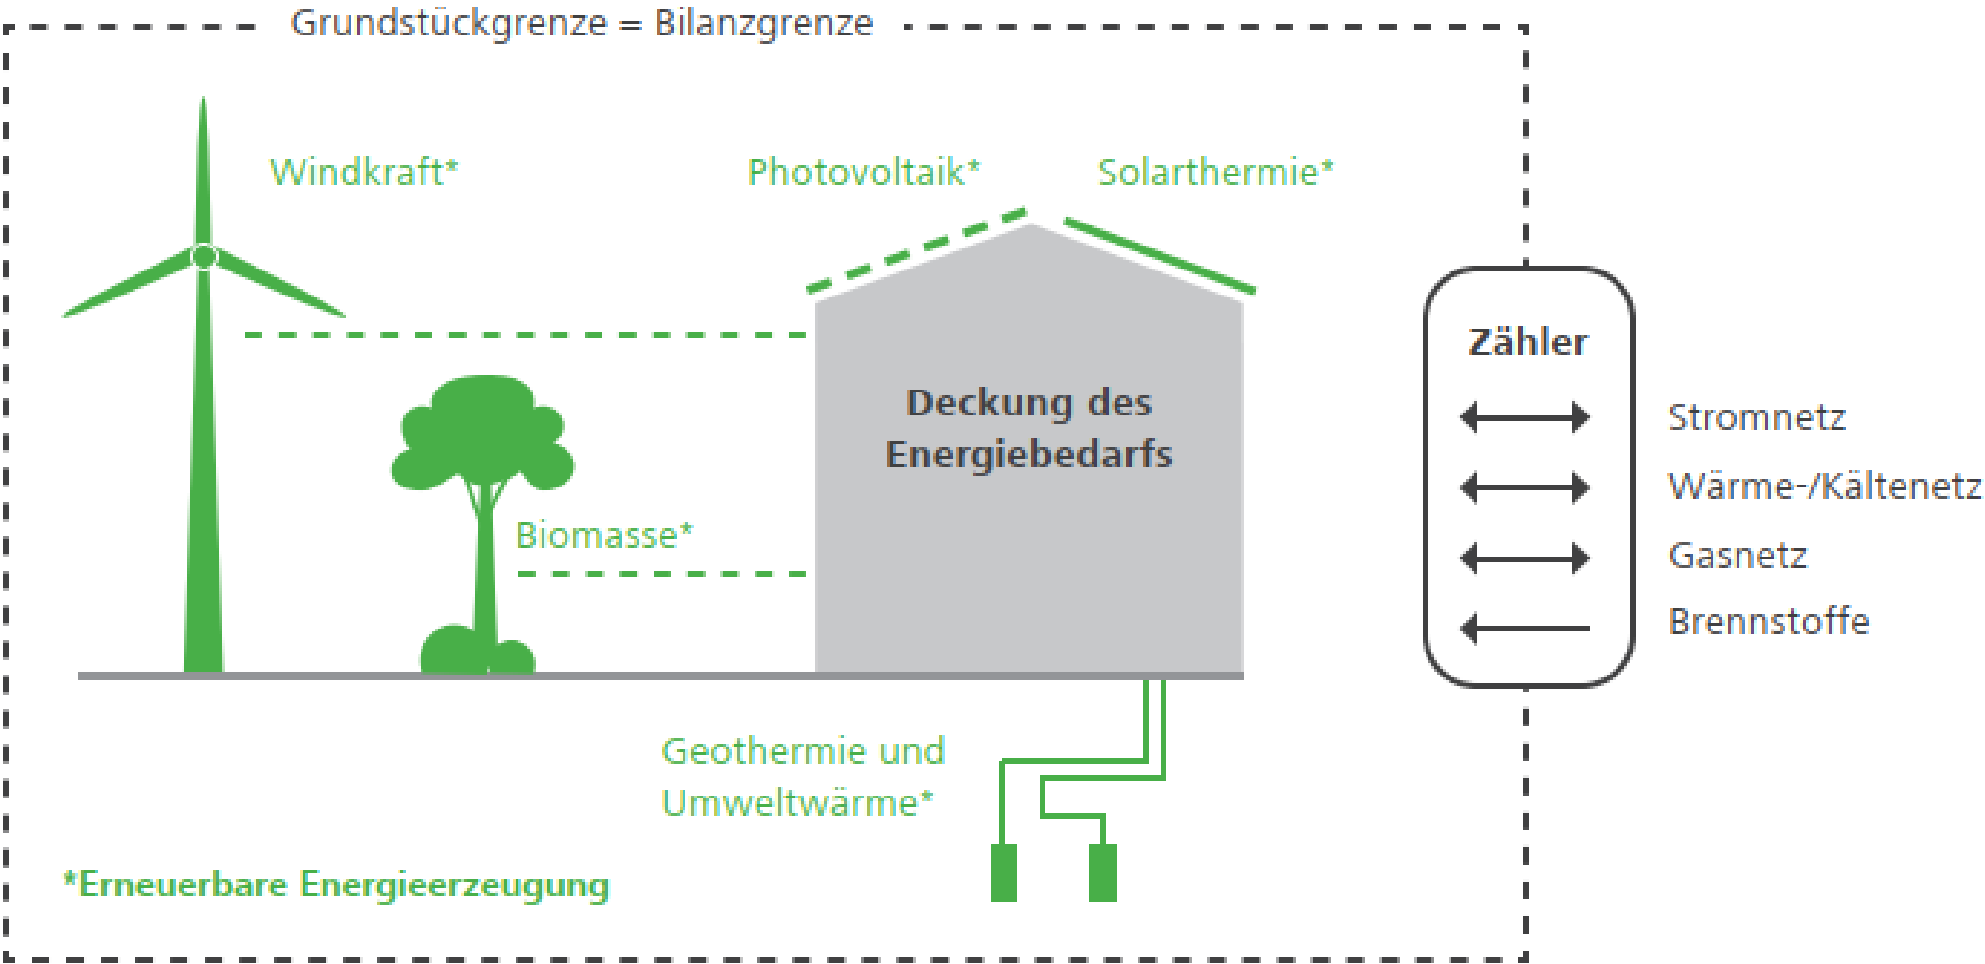 Grundstückgrenze = Bilanzgrenze
Windkraft*
Photovoltaik*
Solarthermie*
Zähler
Deckung des
Energiebedarfs
Stromnetz
Wärme-/Kältenetz
Biomasse*
Gasnetz
Brennstoffe
Geothermie und
Umweltwärme*
*Erneuerbare Energieerzeugung